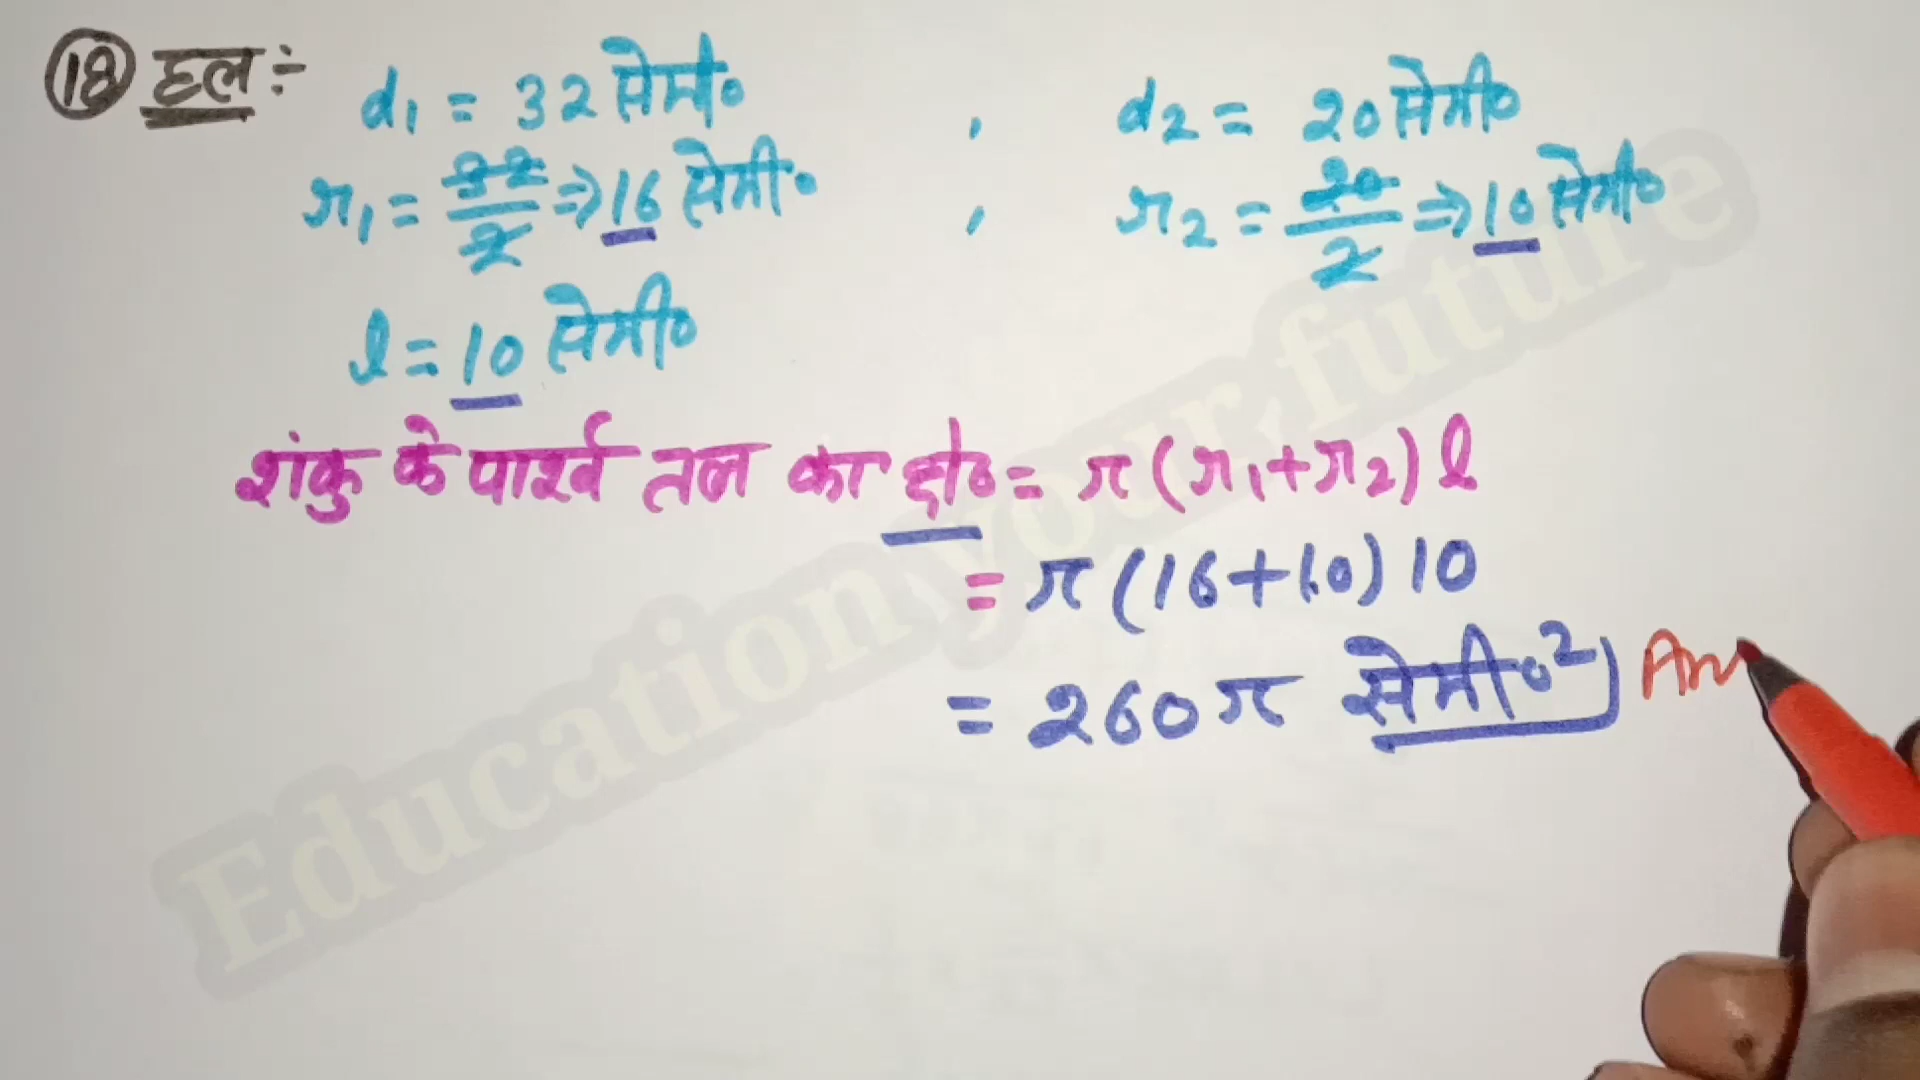 18 हल ÷
d1 = 32 सेमी० , d2 = 20 सेमी०
r1 = 32/2 ⇒ 16 सेमी० , r2 = 20/2 ⇒ 10 सेमी०
l = 10 सेमी०
शंकु के पार्श्व तल का क्षे० = π (r1+r2) l
= π (16+10) 10
= 260 π सेमी०² Ans
Education your future